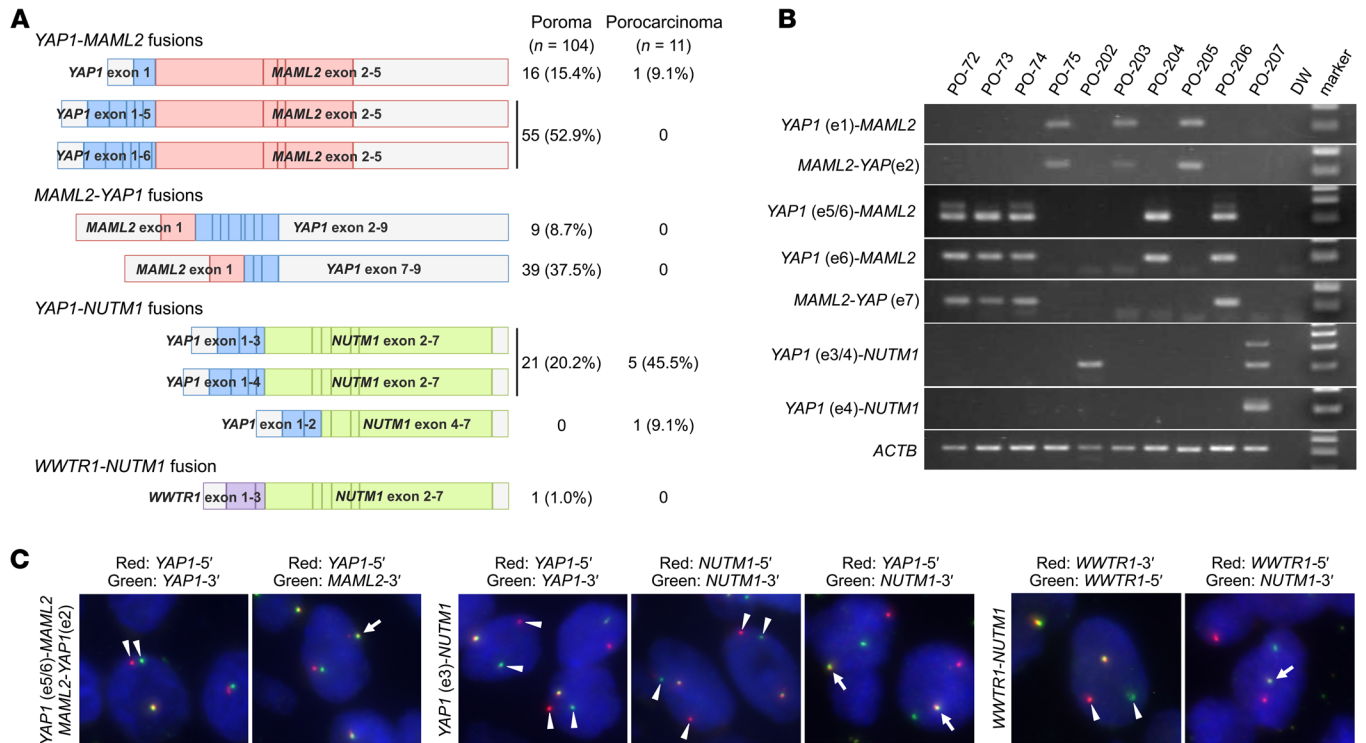 A
Poroma Porocarcinoma
(n = 104) (n = 11)
YAP1-MAML2 fusions
YAP1 exon 1 MAML2 exon 2-5 16 (15.4%) 1 (9.1%)
YAP1 exon 1-5 MAML2 exon 2-5
55 (52.9%) 0
YAP1 exon 1-6 MAML2 exon 2-5
MAML2-YAP1 fusions
MAML2 exon 1 YAP1 exon 2-9 9 (8.7%) 0
MAML2 exon 1 YAP1 exon 7-9 39 (37.5%) 0
YAP1-NUTM1 fusions
YAP1 exon 1-3 NUTM1 exon 2-7
21 (20.2%) 5 (45.5%)
YAP1 exon 1-4 NUTM1 exon 2-7
YAP1 exon 1-2 NUTM1 exon 4-7 0 1 (9.1%)
WWTR1-NUTM1 fusion
WWTR1 exon 1-3 NUTM1 exon 2-7 1 (1.0%) 0
B
PO-72 PO-73 PO-74 PO-75 PO-202 PO-203 PO-204 PO-205 PO-206 PO-207 DW marker
YAP1 (e1)-MAML2
MAML2-YAP(e2)
YAP1 (e5/6)-MAML2
YAP1 (e6)-MAML2
MAML2-YAP (e7)
YAP1 (e3/4)-NUTM1
YAP1 (e4)-NUTM1
ACTB
C
YAP1 (e5/6)-MAML2
MAML2-YAP1(e2)
Red: YAP1-5′
Green: YAP1-3′
Red: YAP1-5′
Green: MAML2-3′
YAP1 (e3)-NUTM1
Red: YAP1-5′
Green: YAP1-3′
Red: NUTM1-5′
Green: NUTM1-3′
Red: YAP1-5′
Green: NUTM1-3′
WWTR1-NUTM1
Red: WWTR1-3′
Green: WWTR1-5′
Red: WWTR1-5′
Green: NUTM1-3′